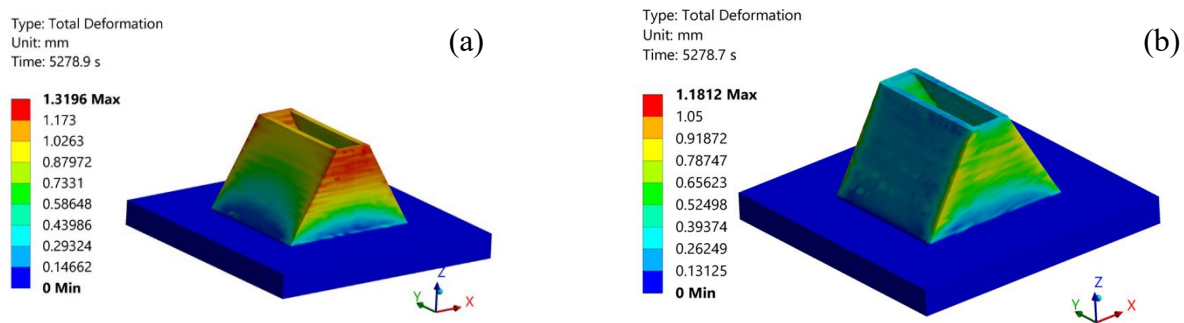 Type: Total Deformation
Unit: mm
Time: 5278.9 s
(a)
1.3196 Max
1.173
1.0263
0.87972
0.7331
0.58648
0.43986
0.29324
0.14662
0 Min
Z
Y
X
Type: Total Deformation
Unit: mm
Time: 5278.7 s
(b)
1.1812 Max
1.05
0.91872
0.78747
0.65623
0.52498
0.39374
0.26249
0.13125
0 Min
Z
Y
X